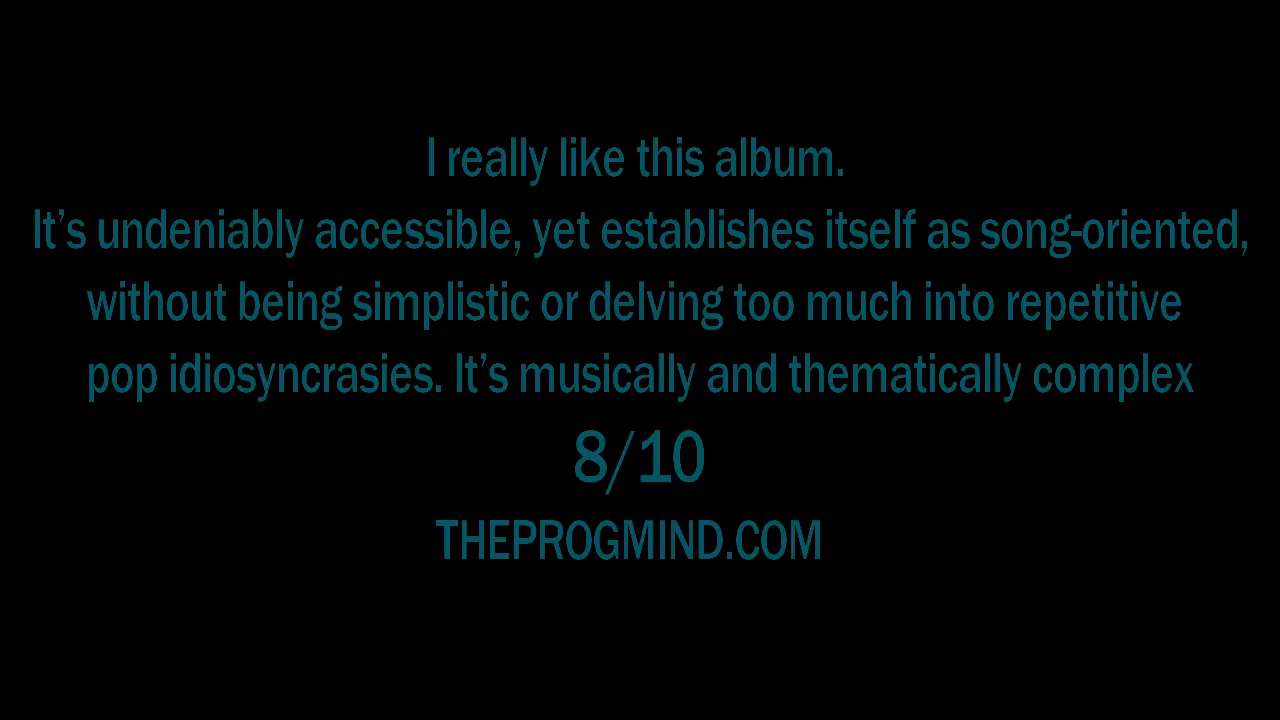 I really like this album.
It’s undeniably accessible, yet establishes itself as song-oriented,
without being simplistic or delving too much into repetitive
pop idiosyncrasies. It’s musically and thematically complex
8/10
THEPROGMIND.COM